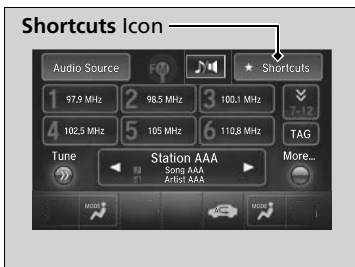 Shortcuts Icon
Audio Source
FM
★ Shortcuts
1 97.9 MHz
2 98.5 MHz
3 100.1 MHz
7-12
4 102,5 MHz
5 105 MHz
6 110,8 MHz
TAG
Tune
Station AAA
More...
Song AAA
Artist AAA
MODE
A/C
MODE